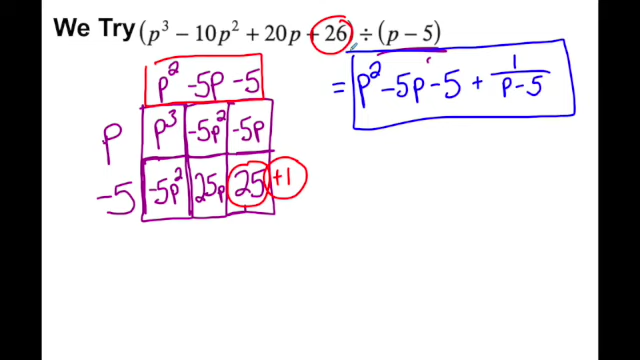 We Try (p³ − 10p² + 20p + 26) ÷ (p − 5)
p² -5p -5
= p² -5p -5 + 1/(p-5)
p p³ -5p² -5p
-5 -5p² 25p 25 +1